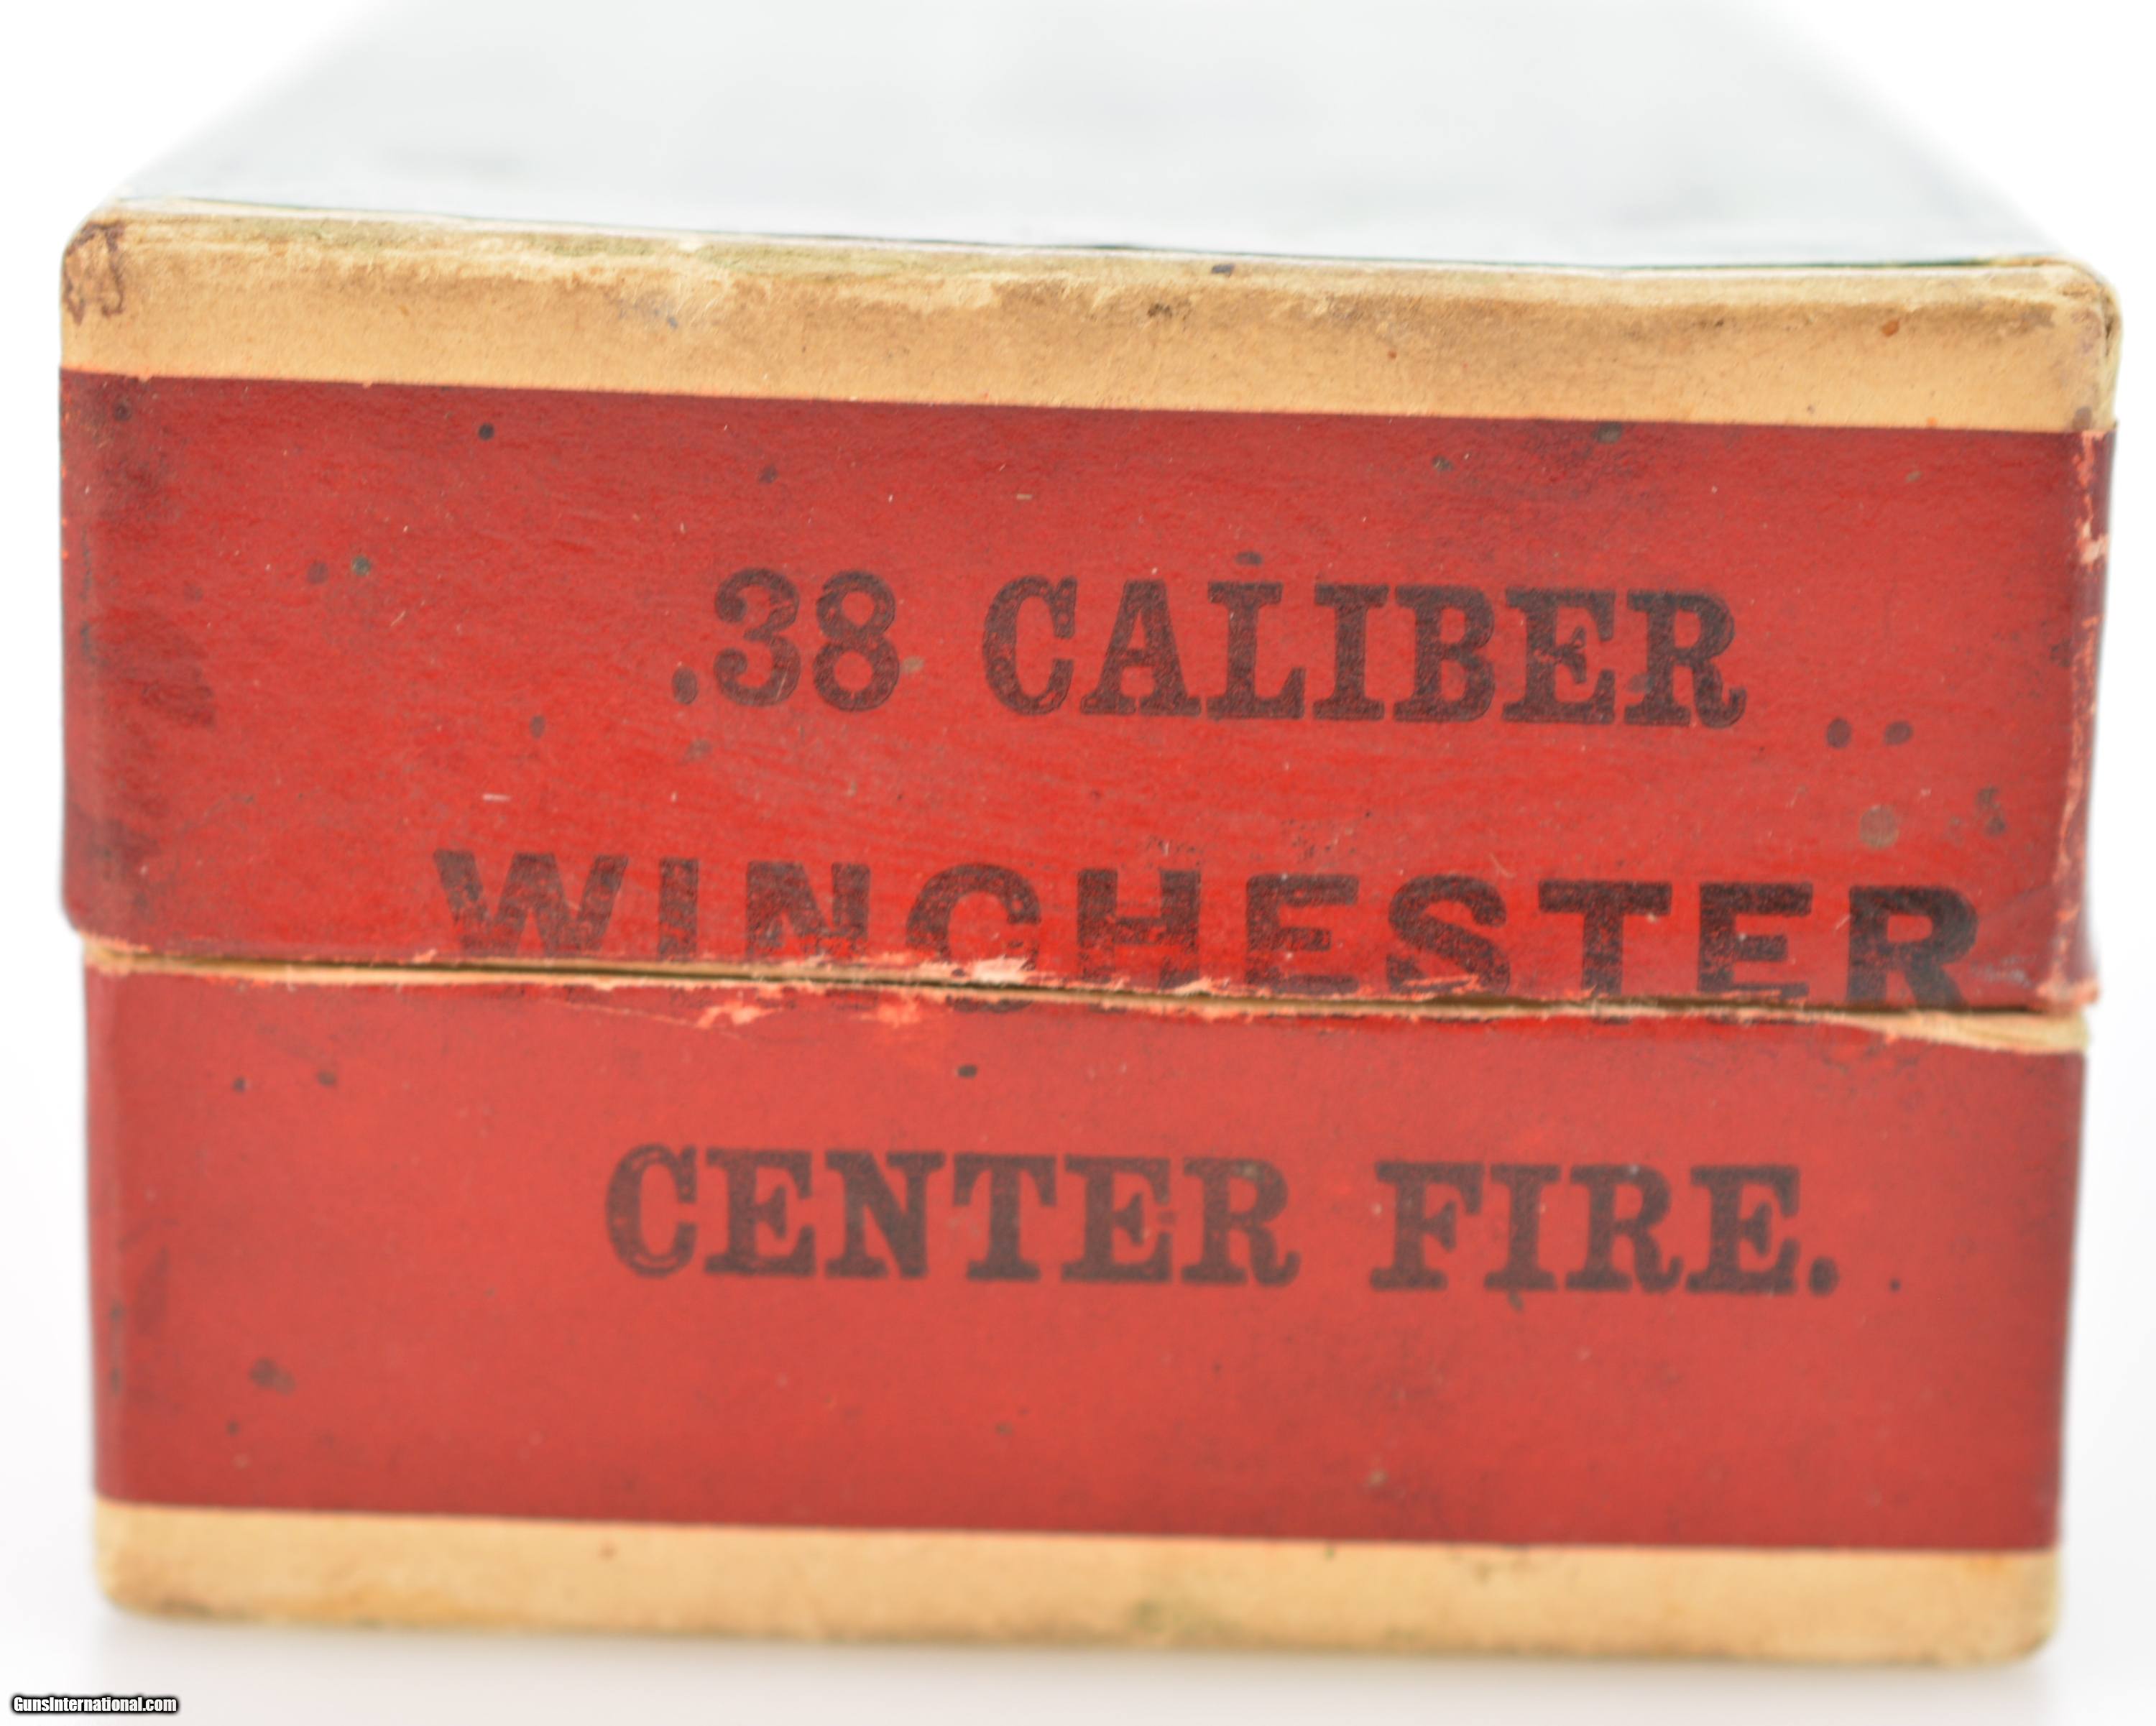 .38 CALIBER
WINCHESTER
CENTER FIRE.
GunsInternational.com